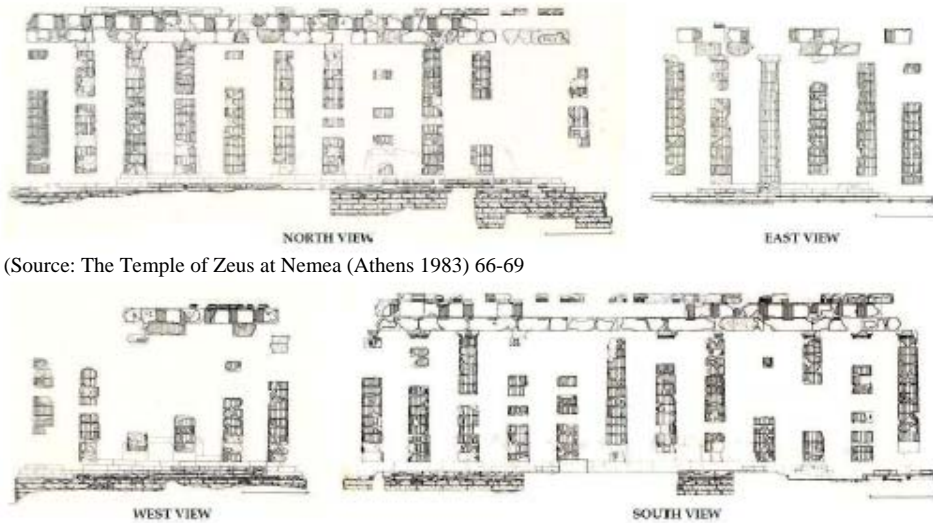 NORTH VIEW
EAST VIEW
(Source: The Temple of Zeus at Nemea (Athens 1983) 66-69
WEST VIEW
SOUTH VIEW